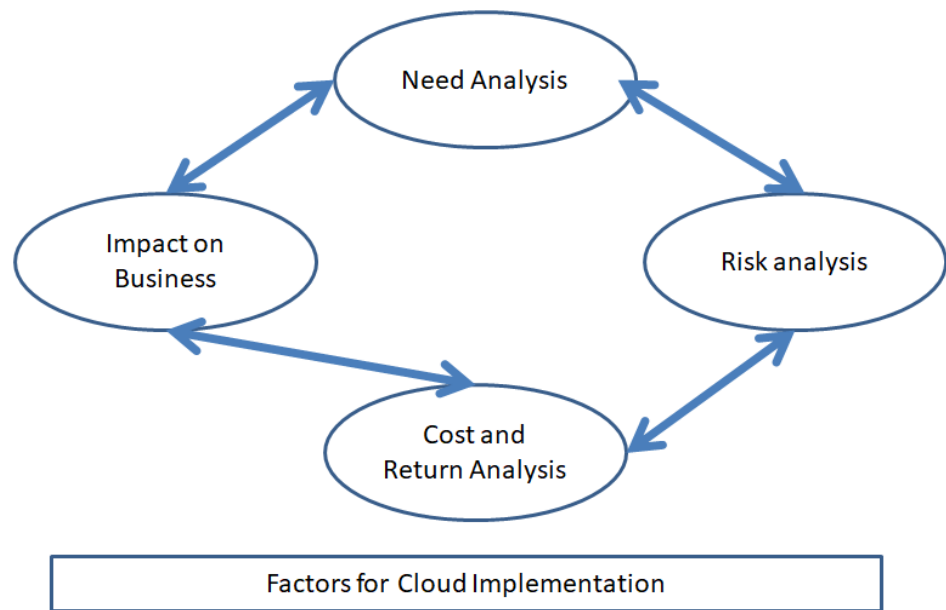 Need Analysis
Impact on
Business
Risk analysis
Cost and
Return Analysis
Factors for Cloud Implementation